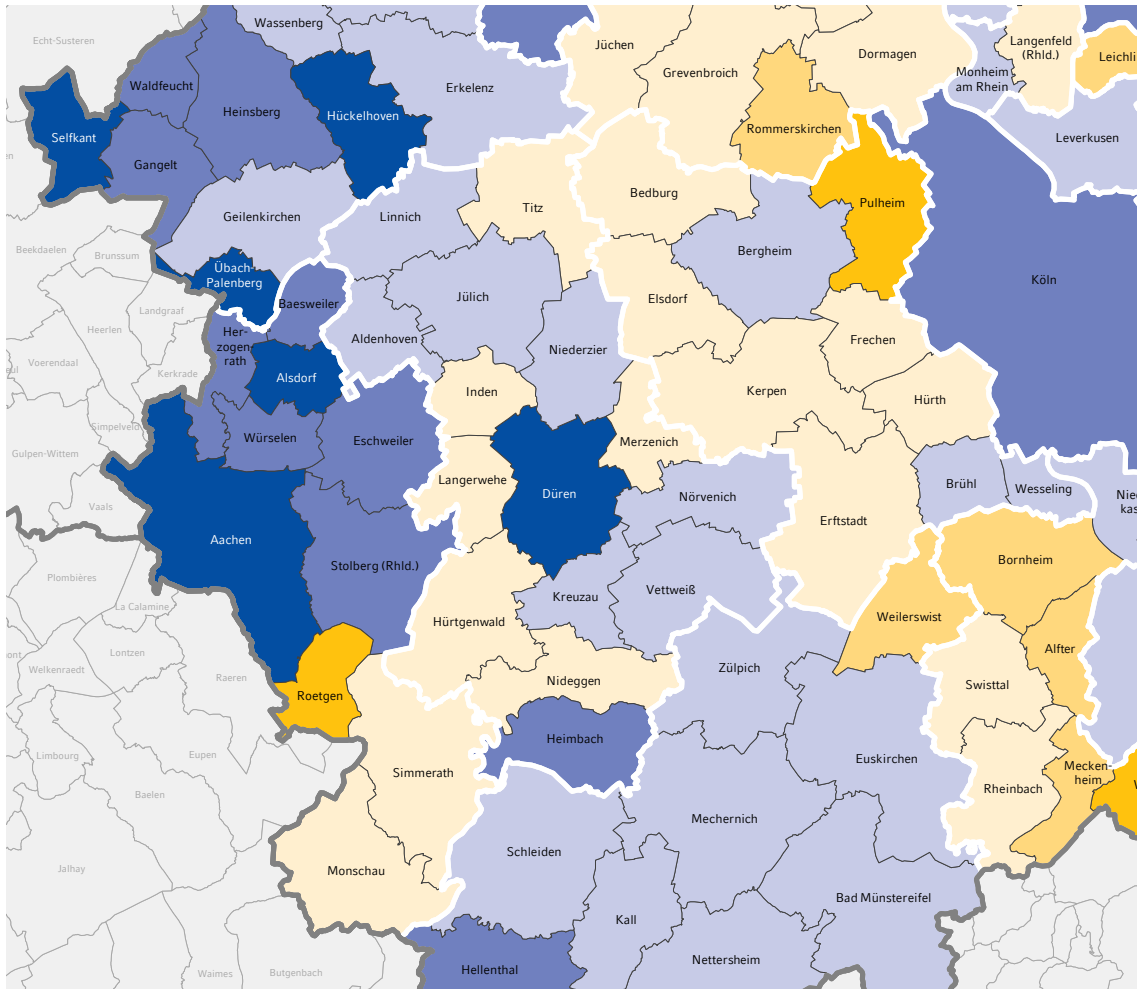 Echt-Susteren
Wassenberg
Jüchen
Grevenbroich
Dormagen
Langenfeld
(Rhld.)
Leichli
Monheim
am Rhein
Waldfeucht
Heinsberg
Hückelhoven
Erkelenz
Rommerskirchen
Leverkusen
Selfkant
Gangelt
Bedburg
Pulheim
Geilenkirchen
Linnich
Titz
Bergheim
Beekdaelen
Brunssum
Übach-
Palenberg
Köln
Baesweiler
Jülich
Elsdorf
Landgraaf
Heerlen
Her-
zogen-
rath
Aldenhoven
Niederzier
Frechen
Voerendaal
Kerkrade
Alsdorf
Inden
Kerpen
Hürth
Simpelveld
Würselen
Eschweiler
Merzenich
Gulpen-Wittem
Langerwehe
Düren
Nörvenich
Brühl
Wesseling
Nied
kas
Vaals
Aachen
Erftstadt
Stolberg (Rhld.)
Bornheim
Plombières
La Calamine
Kreuzau
Vettweiß
Weilerswist
Hürtgenwald
Alfter
Lontzen
Welkenraedt
Raeren
Zülpich
Nideggen
Swisttal
Roetgen
Heimbach
Limbourg
Eupen
Euskirchen
Simmerath
Mecken-
heim
Rheinbach
Baelen
Mechernich
Schleiden
Jalhay
Monschau
Bad Münstereifel
Kall
Nettersheim
Hellenthal
Waimes
Butgenbach